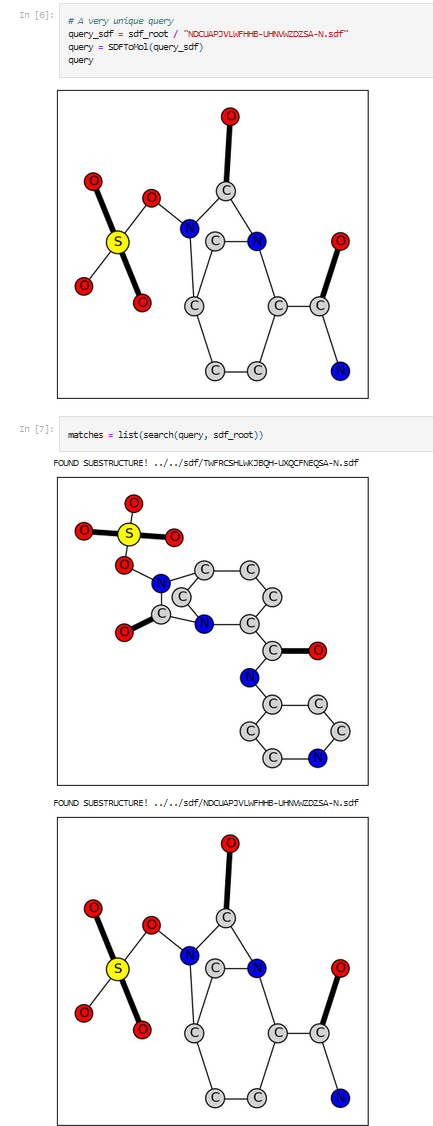 In [6]:
# A very unique query
query_sdf = sdf_root / "NDCUAPJVLWFHHB-UHNVWZDZSA-N.sdf"
query = SDFToMol(query_sdf)
query
O
O
O
C
N
C
N
S
O
O
O
C
C
C
C
C
N
In [7]:
matches = list(search(query, sdf_root))
FOUND SUBSTRUCTURE! ../../sdf/TWFRCSHLWKJBQH-UXQCFNEQSA-N.sdf
O
O
S
O
O
C
C
N
C
C
C
O
N
C
C
O
N
C
C
C
C
C
N
FOUND SUBSTRUCTURE! ../../sdf/NDCUAPJVLWFHHB-UHNVWZDZSA-N.sdf
O
O
O
C
N
C
N
S
O
O
O
C
C
C
C
C
N